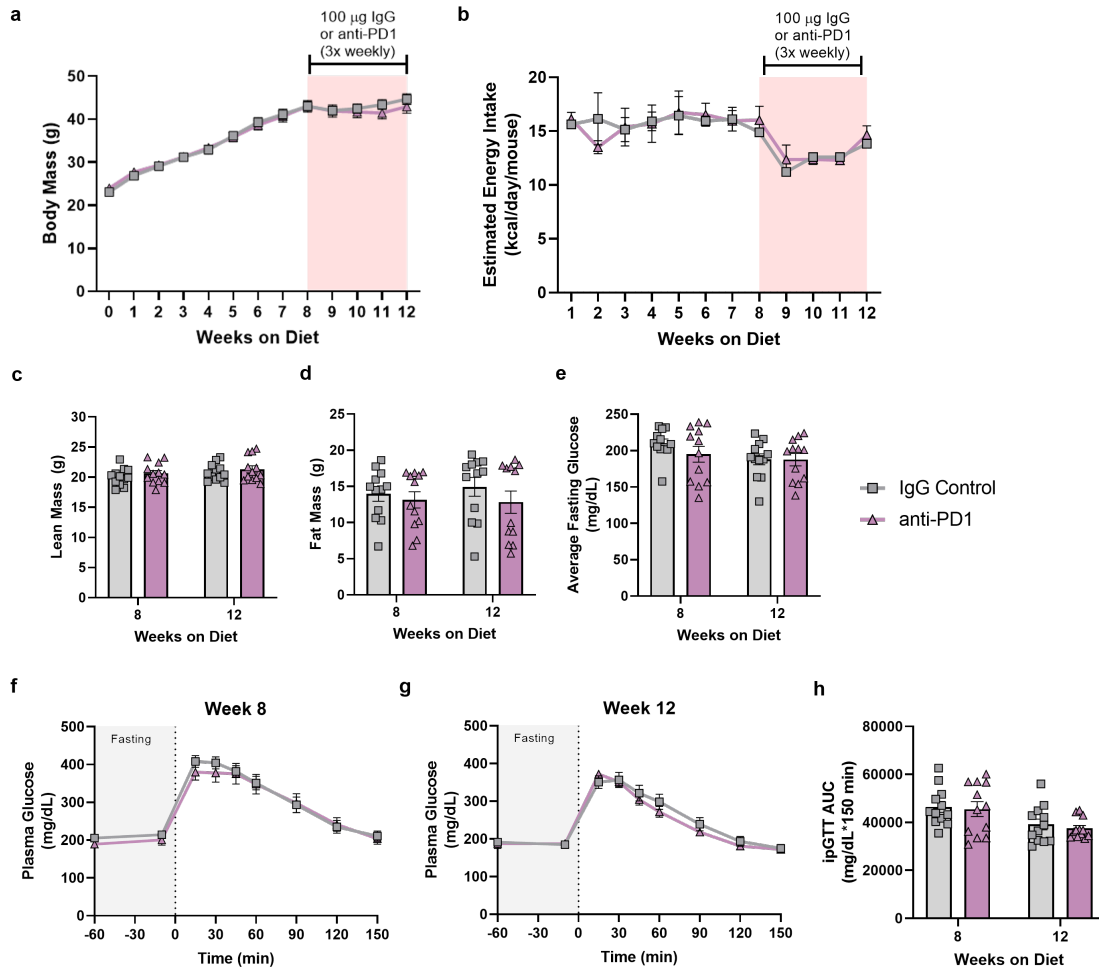 a
100 μg IgG
or anti-PD1
(3x weekly)
Body Mass (g)
50
40
30
20
10
0
0 1 2 3 4 5 6 7 8 9 10 11 12
Weeks on Diet
b
100 μg IgG
or anti-PD1
(3x weekly)
Estimated Energy Intake
(kcal/day/mouse)
20
15
10
5
0
1 2 3 4 5 6 7 8 9 10 11 12
Weeks on Diet
c
Lean Mass (g)
30
25
20
15
10
5
0
8 12
Weeks on Diet
d
Fat Mass (g)
25
20
15
10
5
0
8 12
Weeks on Diet
e
Average Fasting Glucose
(mg/dL)
250
200
150
100
50
0
8 12
Weeks on Diet
IgG Control
anti-PD1
f
Week 8
Fasting
Plasma Glucose
(mg/dL)
500
400
300
200
100
0
-60 -30 0 30 60 90 120 150
Time (min)
g
Week 12
Fasting
Plasma Glucose
(mg/dL)
500
400
300
200
100
0
-60 -30 0 30 60 90 120 150
Time (min)
h
ipGTT AUC
(mg/dL*150 min)
80000
60000
40000
20000
0
8 12
Weeks on Diet